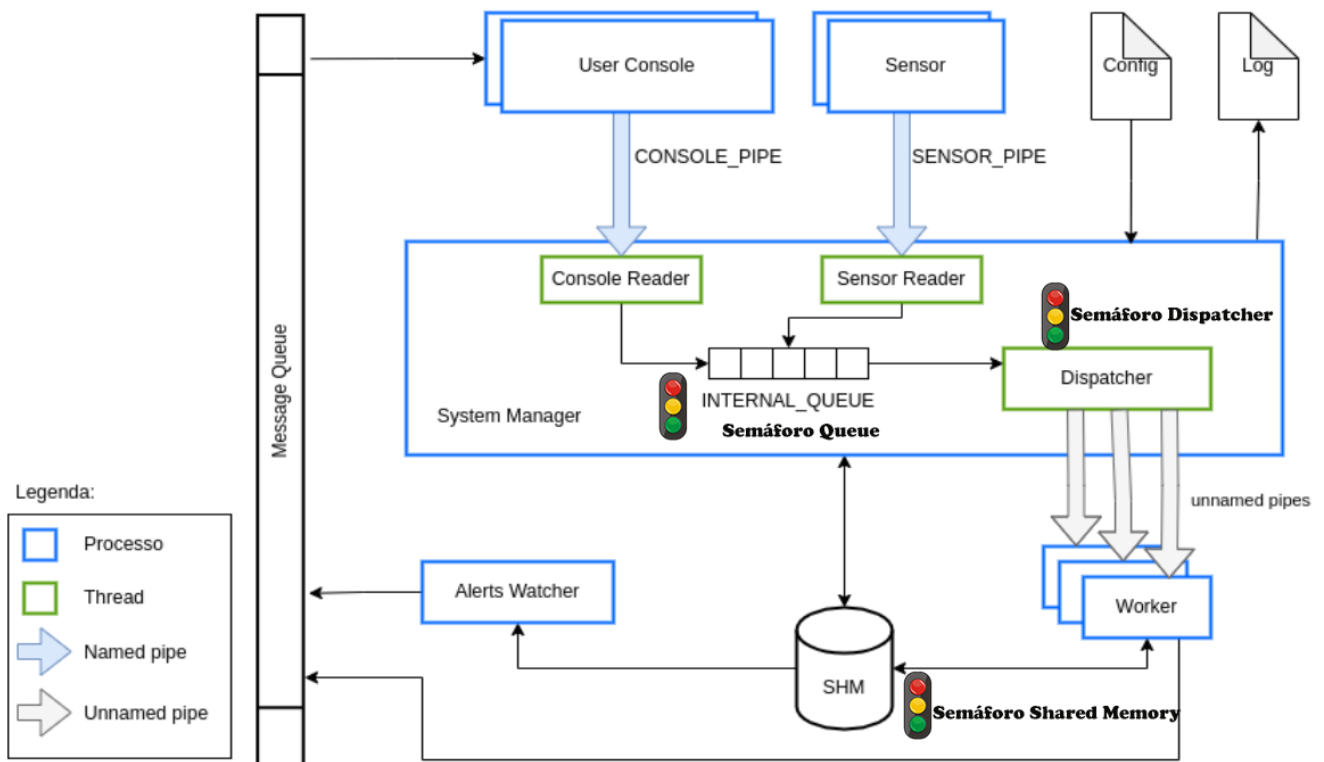 User Console
Sensor
Config
Log
CONSOLE_PIPE
SENSOR_PIPE
Console Reader
Sensor Reader
Semáforo Dispatcher
Dispatcher
INTERNAL_QUEUE
System Manager
Semáforo Queue
Message Queue
unnamed pipes
Legenda:
Processo
Thread
Named pipe
Unnamed pipe
Alerts Watcher
Worker
SHM
Semáforo Shared Memory